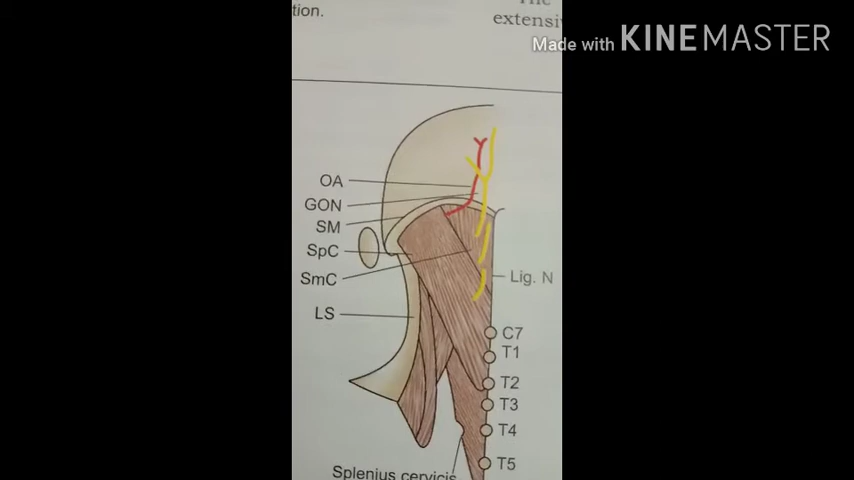 tion.
The
extensi
Made with KINEMASTER
OA
GON
SM
SpC
SmC
Lig. N
LS
C7
T1
T2
T3
T4
T5
Splenius cervicis